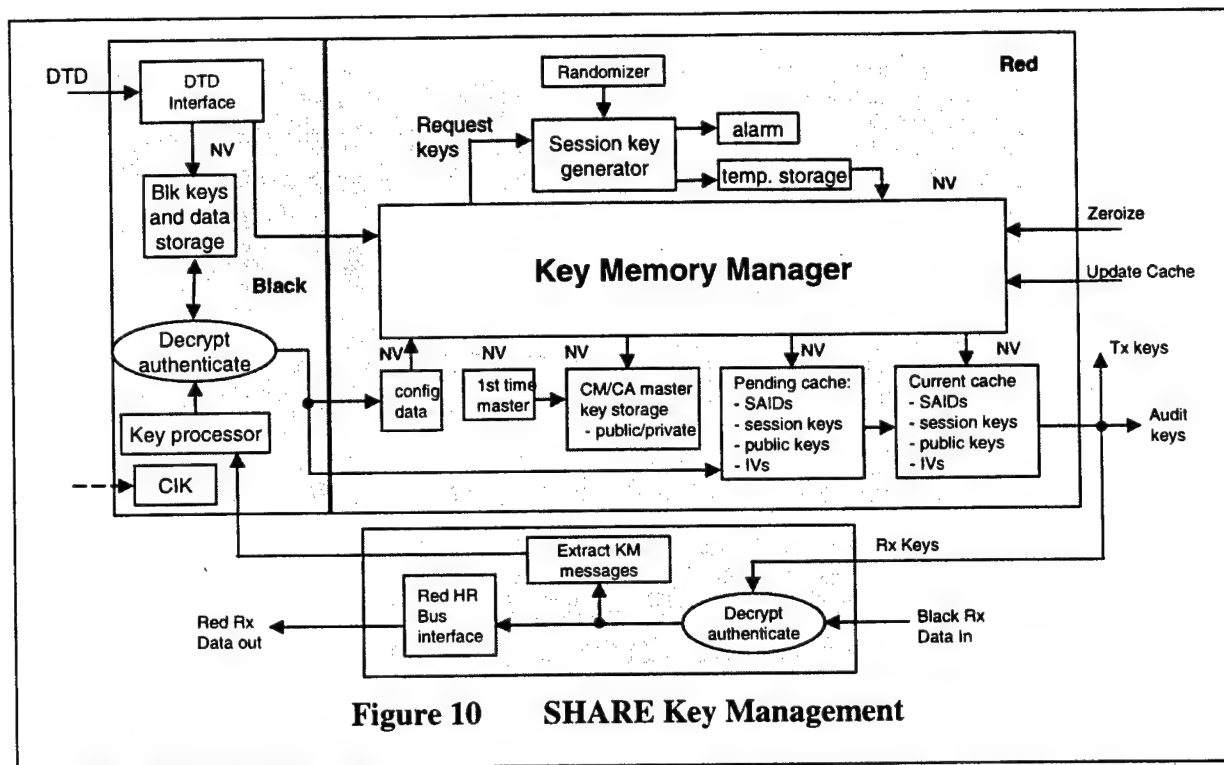 DTD
DTD
Interface
NV
Blk keys
and data
storage
Black
Decrypt
authenticate
Key processor
CIK
Red
Randomizer
Request
keys
Session key
generator
alarm
temp. storage
NV
Key Memory Manager
Zeroize
Update Cache
NV
NV
NV
NV
NV
config
data
1st time
master
CM/CA master
key storage
- public/private
Pending cache:
- SAIDs
- session keys
- public keys
- IVs
Current cache
- SAIDs
- session keys
- public keys
- IVs
Tx keys
Audit
keys
Extract KM
messages
Rx Keys
Red HR
Bus
interface
Decrypt
authenticate
Red Rx
Data out
Black Rx
Data In
Figure 10 SHARE Key Management